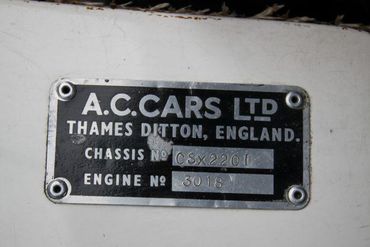 A.C.CARS LTD
THAMES DITTON, ENGLAND.
CHASSIS Nº CSX2201
ENGINE Nº 3018